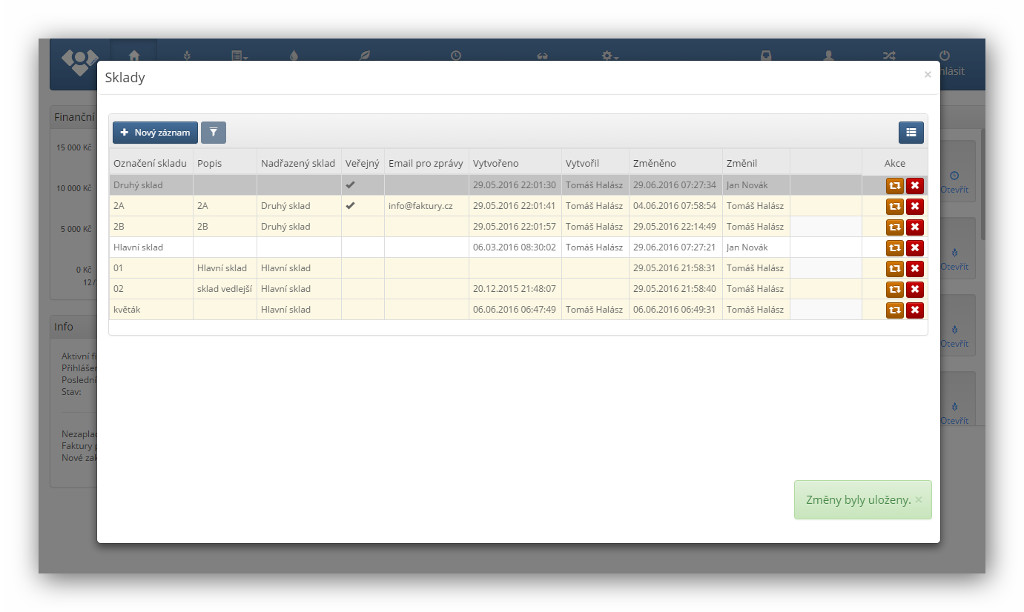 hlásit
Sklady ×
Finanční
15 000 Kč
10 000 Kč
5 000 Kč
0 Kč
12/
Nový záznam
Označení skladu Popis Nadřazený sklad Veřejný Email pro zprávy Vytvořeno Vytvořil Změněno Změnil Akce
Druhý sklad 29.05.2016 22:01:30 Tomáš Halász 29.06.2016 07:27:34 Jan Novák
2A 2A Druhý sklad info@faktury.cz 29.05.2016 22:01:41 Tomáš Halász 04.06.2016 07:58:54 Tomáš Halász
2B 2B Druhý sklad 29.05.2016 22:01:57 Tomáš Halász 29.05.2016 22:14:49 Tomáš Halász
Hlavní sklad 06.03.2016 08:30:02 Tomáš Halász 29.06.2016 07:27:21 Jan Novák
01 Hlavní sklad Hlavní sklad 29.05.2016 21:58:31 Tomáš Halász
02 sklad vedlejší Hlavní sklad 20.12.2015 21:48:07 29.05.2016 21:58:40 Tomáš Halász
květák Hlavní sklad 06.06.2016 06:47:49 Tomáš Halász 06.06.2016 06:49:31 Tomáš Halász
Otevřít
Otevřít
Otevřít
Otevřít
Info
Aktivní fi
Přihlášen
Poslední
Stav:
Nezaplac
Faktury p
Nové zak
Změny byly uloženy. ×